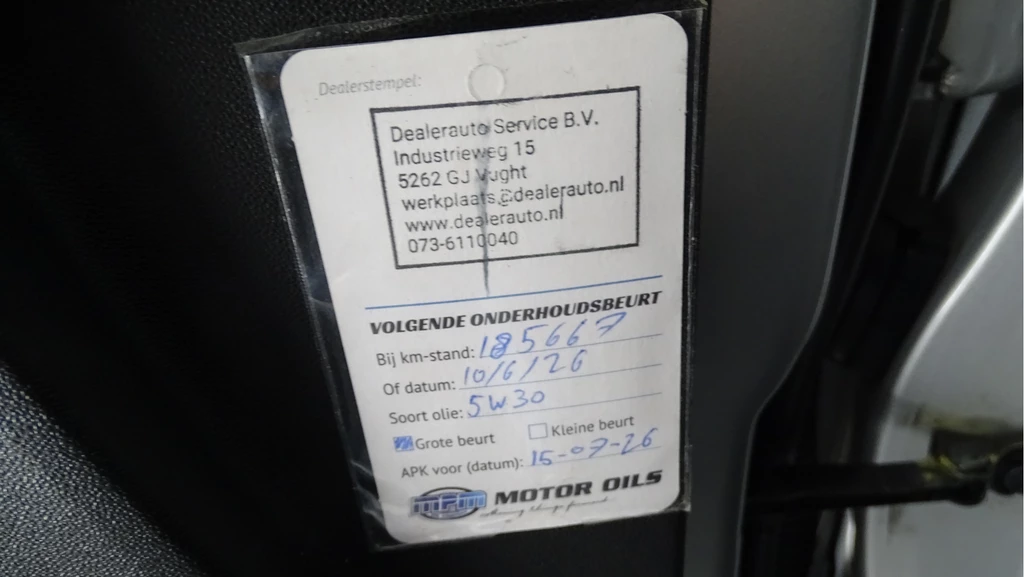 Dealerstempel:
Dealerauto Service B.V.
Industrieweg 15
5262 GJ Vught
werkplaats@dealerauto.nl
www.dealerauto.nl
073-6110040
VOLGENDE ONDERHOUDSBEURT
Bij km-stand: 185667
Of datum: 10/6/26
Soort olie: 5W30
Grote beurt Kleine beurt
APK voor (datum): 15-07-26
mpm MOTOR OILS